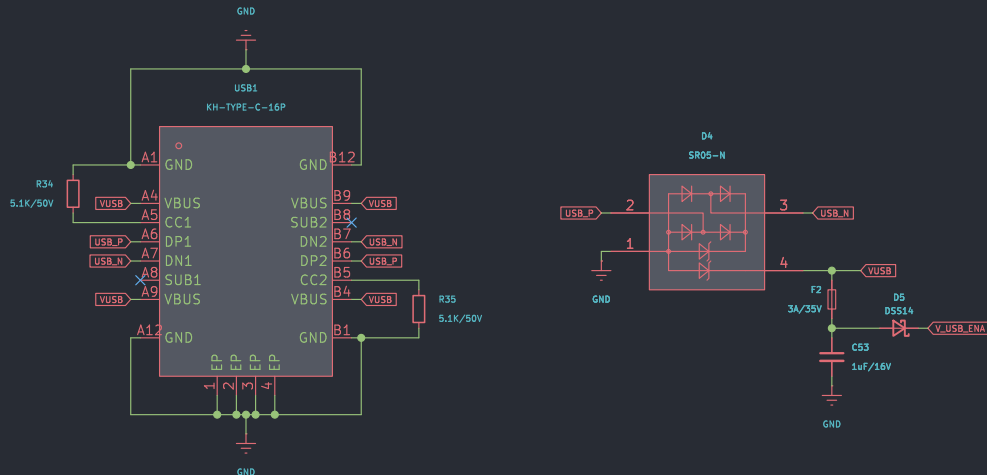 GND
USB1
KH-TYPE-C-16P
A1 GND GND B12
R34
5.1K/50V
VUSB A4 VBUS VBUS B9 VUSB
A5 CC1 SUB2 B8
USB_P A6 DP1 DN2 B7 USB_N
USB_N A7 DN1 DP2 B6 USB_P
A8 SUB1 CC2 B5
VUSB A9 VBUS VBUS B4 VUSB
R35
5.1K/50V
A12 GND GND B1
EP EP EP EP
1 2 3 4
GND
D4
SR05-N
USB_P 2 3 USB_N
1
GND
4 VUSB
F2
3A/35V
D5
DSS14
V_USB_ENA
C53
1uF/16V
GND